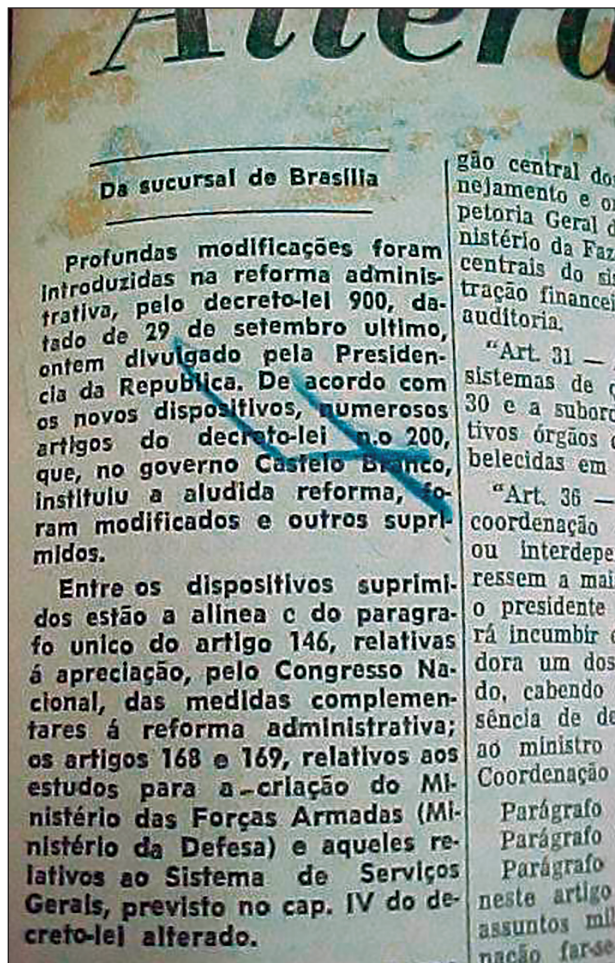 Da sucursal de Brasilia
Profundas modificações foram
introduzidas na reforma adminis-
trativa, pelo decreto-lei 900, da-
tado de 29 de setembro ultimo,
ontem divulgado pela Presiden-
cia da Republica. De acordo com
os novos dispositivos, numerosos
artigos do decreto-lei n.o 200,
que, no governo Castelo Branco,
instituiu a aludida reforma, fo-
ram modificados e outros supri-
midos.
Entre os dispositivos suprimi-
dos estão a alinea c do paragra-
fo unico do artigo 146, relativas
á apreciação, pelo Congresso Na-
cional, das medidas complemen-
tares á reforma administrativa;
os artigos 168 e 169, relativos aos
estudos para a criação do Mi-
nistério das Forças Armadas (Mi-
nistério da Defesa) e aqueles re-
lativos ao Sistema de Serviços
Gerais, previsto no cap. IV do de-
creto-lei alterado.
gão central do
nejamento e o
petoria Geral d
nistério da Faz
centrais do si
tração finance
auditoria.
"Art. 31 —
sistemas de
30 e a subord
tivos órgãos
belecidas em
"Art. 36 —
coordenação
ou interdepe
ressem a mai
o presidente
rá incumbir
dora um dos
do, cabendo
sência de de
ao ministro
Coordenação
Parágrafo
Parágrafo
Parágrafo
neste artigo
assuntos mil
nação far-se